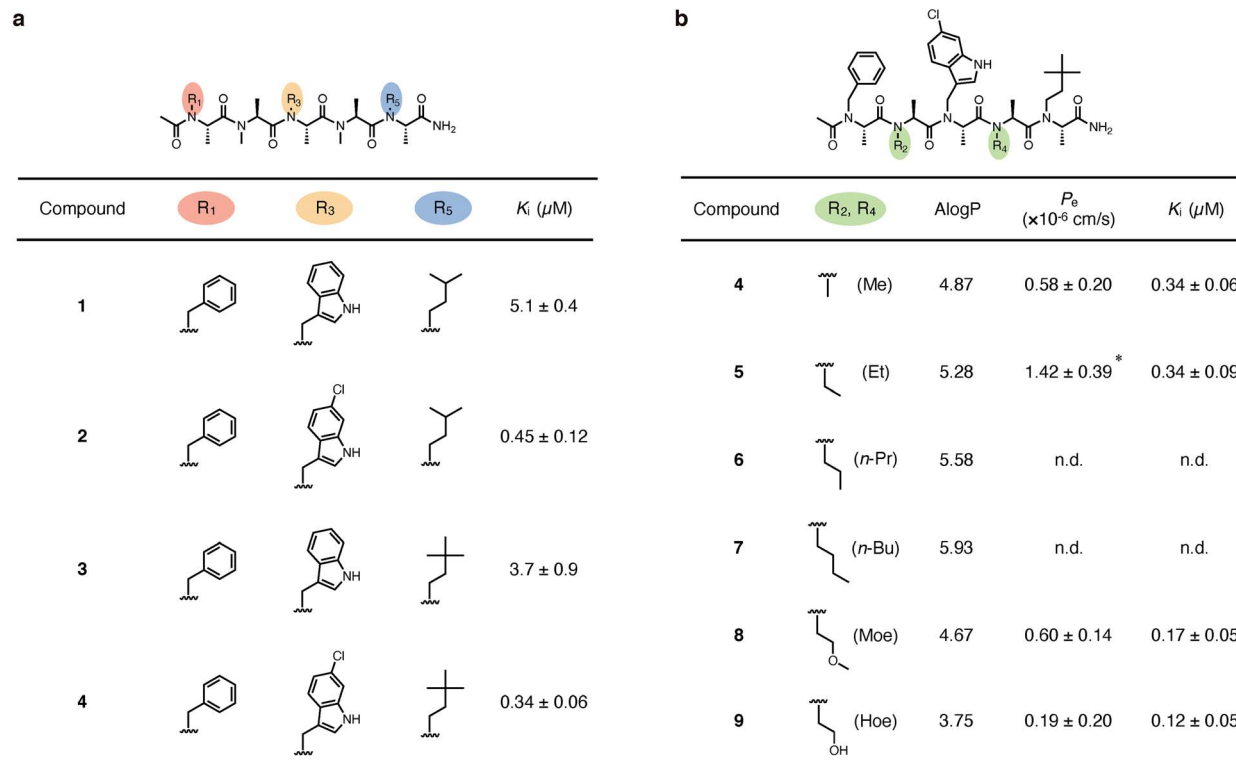 a
R₁ R₃ R₅
N O N O N O N O N O
O O O O NH₂
Compound R₁ R₃ R₅ Kᵢ (µM)
1 NH 5.1 ± 0.4
Cl
2 NH 0.45 ± 0.12
3 NH 3.7 ± 0.9
Cl
4 NH 0.34 ± 0.06
b
Cl
NH
O O O O O
N N N N N NH₂
O R₂ O R₄ O
Compound R₂, R₄ AlogP Pₑ (×10⁻⁶ cm/s) Kᵢ (µM)
4 (Me) 4.87 0.58 ± 0.20 0.34 ± 0.06
5 (Et) 5.28 1.42 ± 0.39 * 0.34 ± 0.09
6 (n-Pr) 5.58 n.d. n.d.
7 (n-Bu) 5.93 n.d. n.d.
8 O (Moe) 4.67 0.60 ± 0.14 0.17 ± 0.05
9 OH (Hoe) 3.75 0.19 ± 0.20 0.12 ± 0.05